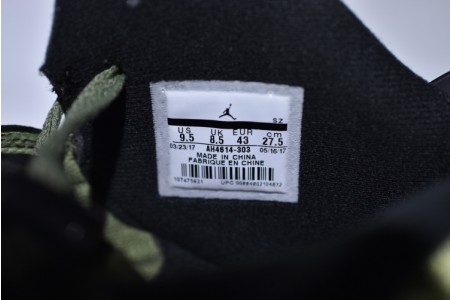 SZ
US UK EUR cm
9.5 8.5 43 27.5
03/23/17 AH4614-303 05/16/17
MADE IN CHINA
FABRIQUE EN CHINE